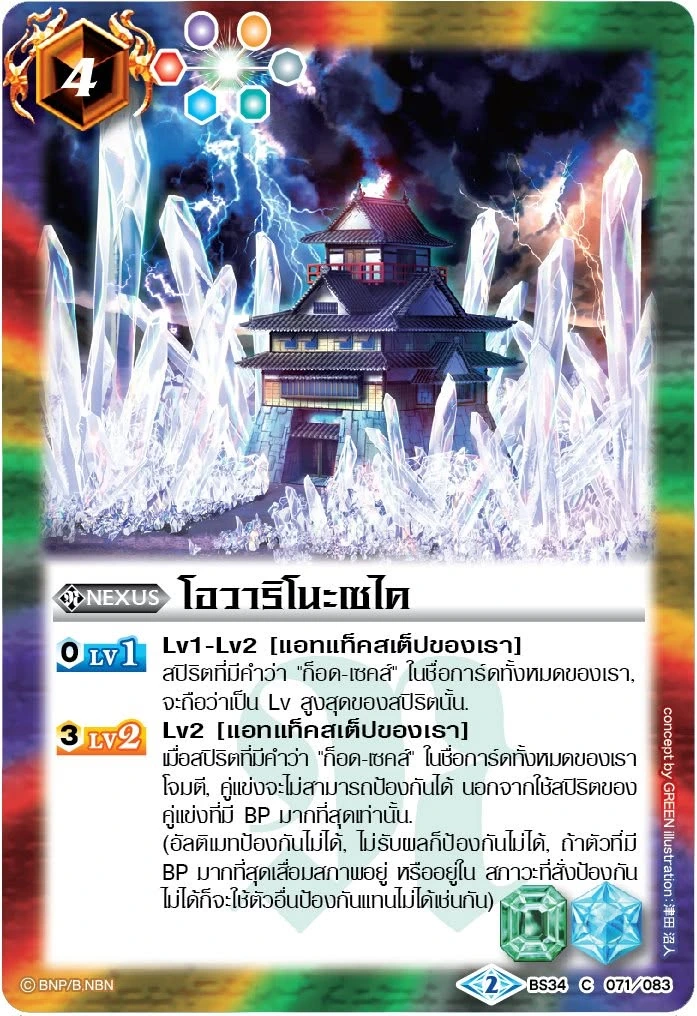 4
NEXUS โอวาริโนะเซไค
0 LV1 Lv1-Lv2 [แอทแท็คสเต็ปของเรา]
สปิริตที่มีคำว่า "ก็อด-เซคส์" ในชื่อการ์ดทั้งหมดของเรา,
จะถือว่าเป็น Lv สูงสุดของสปิริตนั้น.
3 LV2 Lv2 [แอทแท็คสเต็ปของเรา]
เมื่อสปิริตที่มีคำว่า "ก็อด-เซคส์" ในชื่อการ์ดทั้งหมดของเรา
โจมตี, คู่แข่งจะไม่สามารถป้องกันได้ นอกจากใช้สปิริตของ
คู่แข่งที่มี BP มากที่สุดเท่านั้น.
(อัลติเมทป้องกันไม่ได้, ไม่รับผลก็ป้องกันไม่ได้, ถ้าตัวที่มี
BP มากที่สุดเสื่อมสภาพอยู่ หรืออยู่ใน สภาวะที่สั่งป้องกัน
ไม่ได้ก็จะใช้ตัวอื่นป้องกันแทนไม่ได้เช่นกัน)
concept by GREEN illustration : 津田 沼人
© BNP/B.NBN
2 BS34 C 071/083